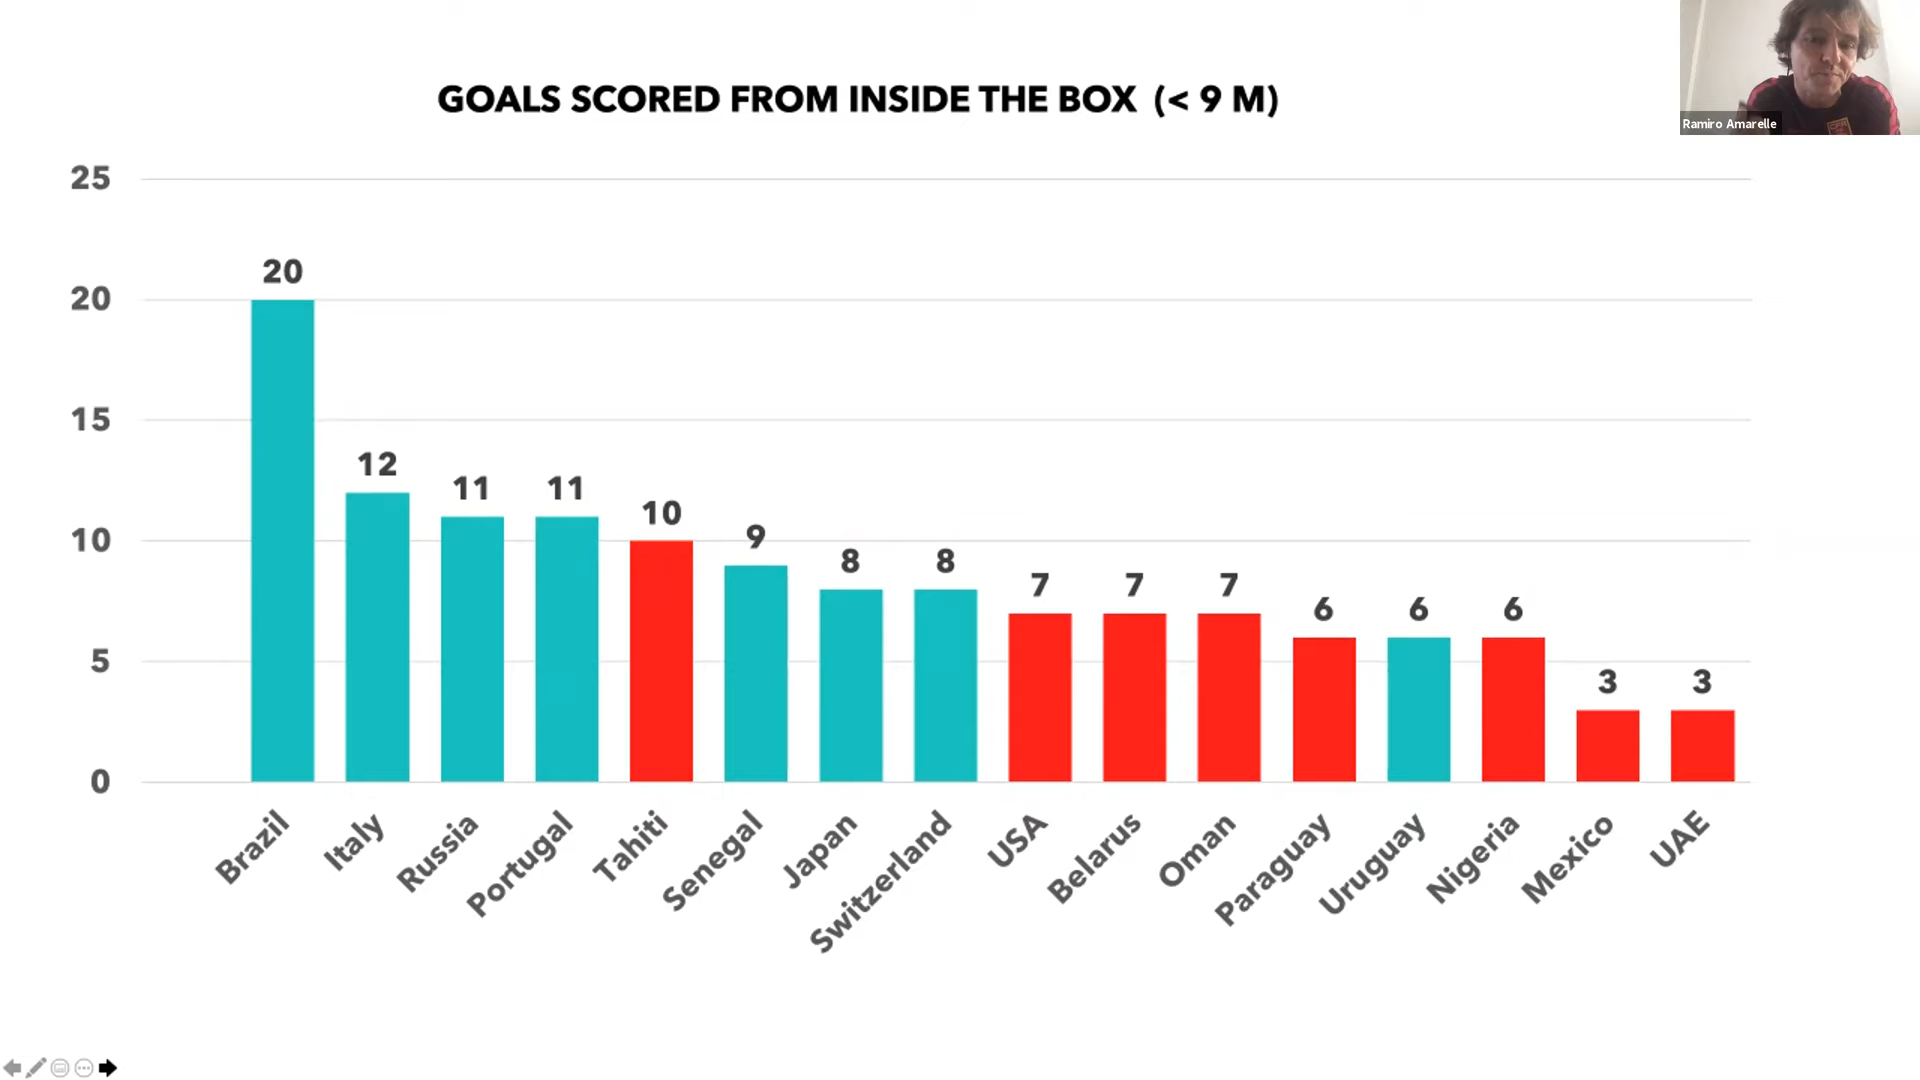 GOALS SCORED FROM INSIDE THE BOX (< 9 M)
Ramiro Amarelle
25
20
15
10
5
0
20
12
11
11
10
9
8
8
7
7
7
6
6
6
3
3
Brazil
Italy
Russia
Portugal
Tahiti
Senegal
Japan
Switzerland
USA
Belarus
Oman
Paraguay
Uruguay
Nigeria
Mexico
UAE